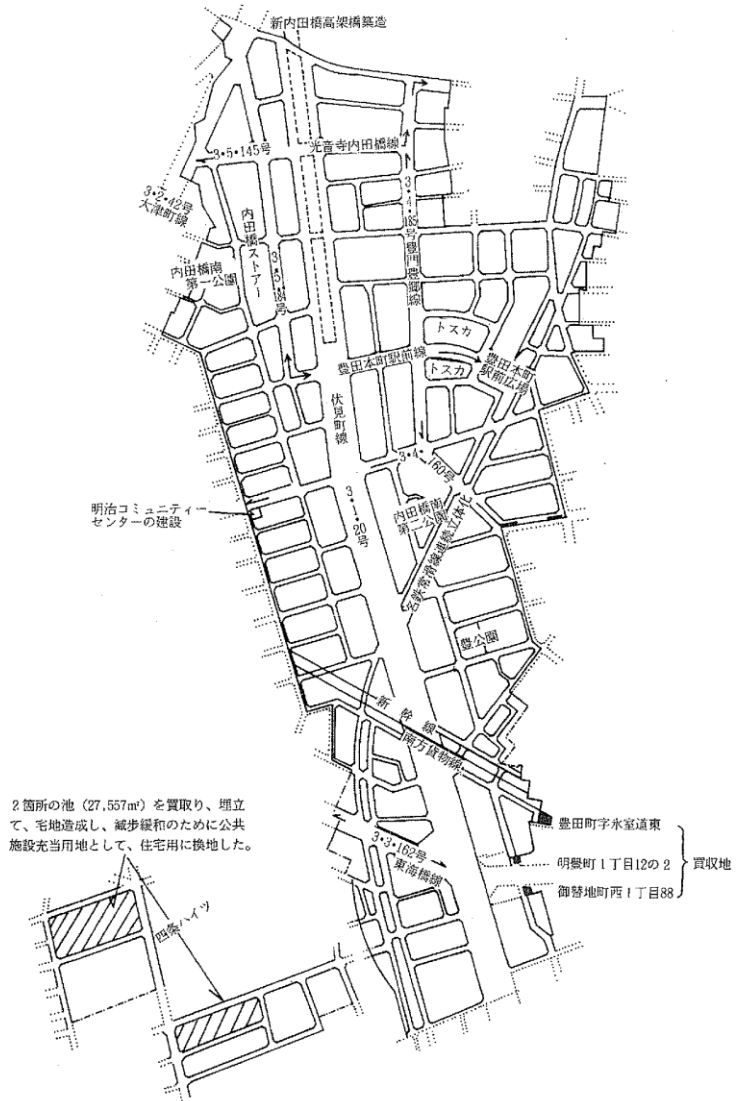 新内田橋高架橋築造
3・5・145号
光音寺内田橋線
3・2・42号
大津町線
内田橋ストアー
3・5・184号
3・4・185号豊門豊郷線
内田橋南
第一公園
トスカ
豊田本町駅前線
トスカ
豊田本町
駅前広場
伏見町線
3・4・160号
明治コミュニティー
センターの建設
3・1・20号
内田橋南
第二公園
名鉄常滑線連続立体化
豊公園
新幹線
南方貨物線
2箇所の池（27,557㎡）を買取り、埋立
て、宅地造成し、減歩緩和のために公共
施設充当用地として、住宅用に換地した。
豊田町字氷室道東
3・3・162号
東海橋線
明譽町1丁目12の2
買収地
御替地町西1丁目88
四条ハイツ